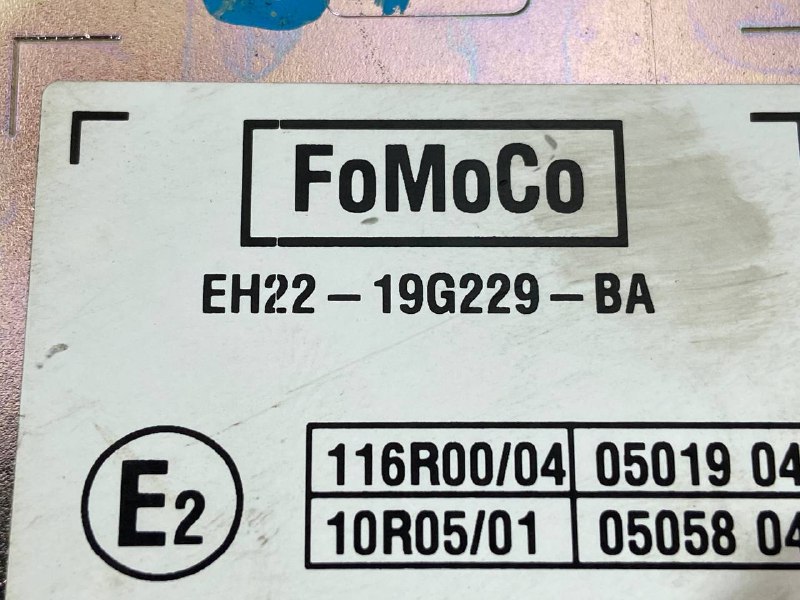 FoMoCo
EH22-19G229-BA
E2
116R00/04 05019 04
10R05/01 05058 04